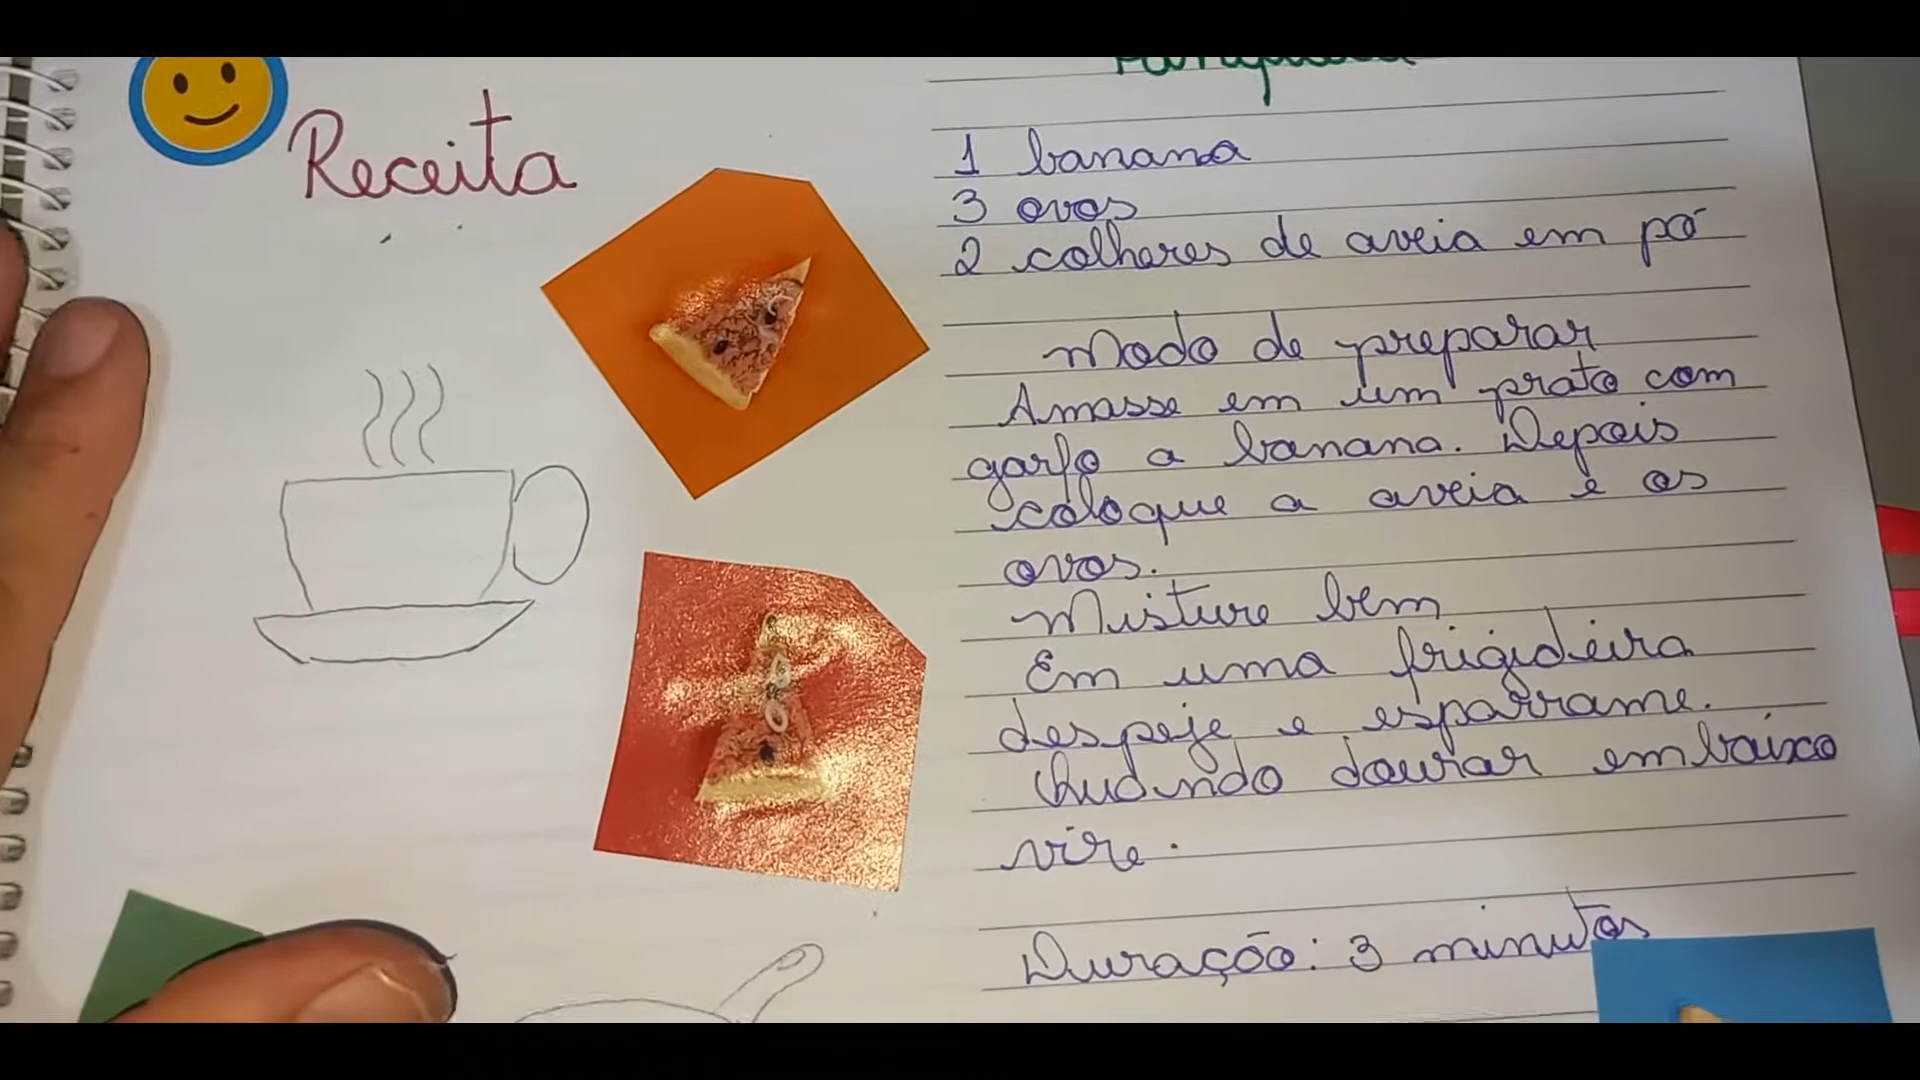 Receita
1 banana
3 ovos
2 colheres de aveia em pó
Modo de preparar
Amasse em um prato com
garfo a banana. Depois
coloque a aveia e os
ovos.
Misture bem
Em uma frigideira
despeje e esparrame.
dourar embaixo
vire.
Duração: 3 minutos